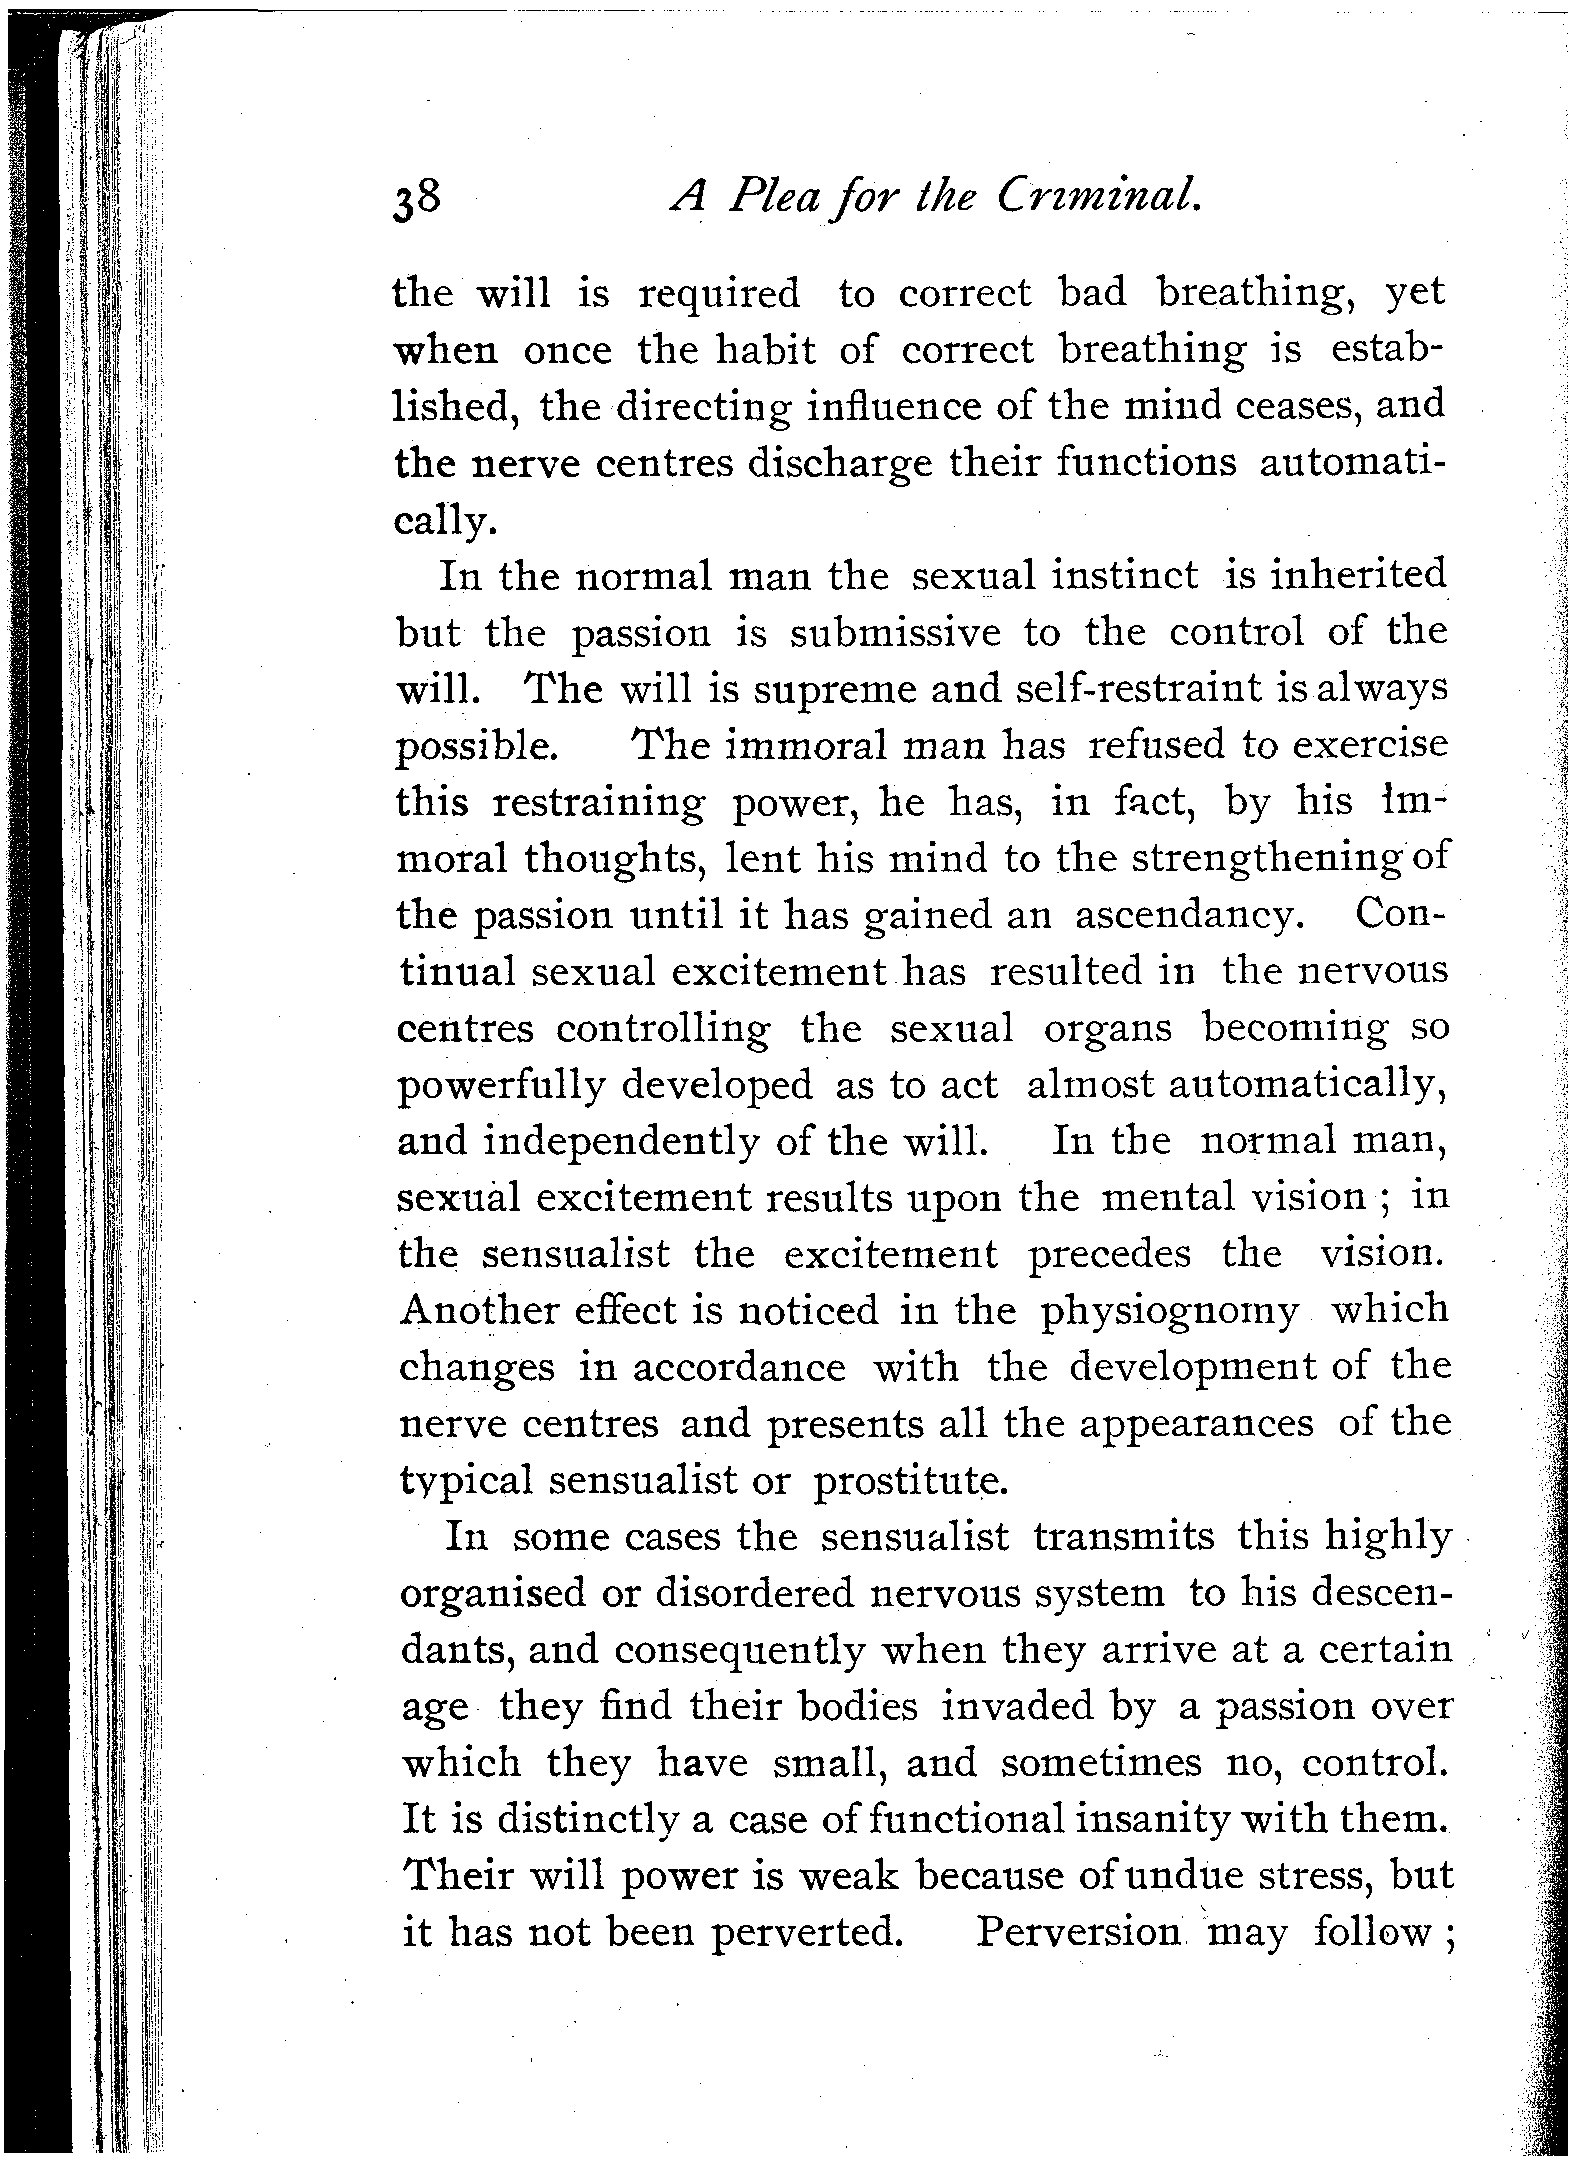 38 A Plea for the Criminal.
the will is required to correct bad breathing, yet
when once the habit of correct breathing is estab-
lished, the directing influence of the mind ceases, and
the nerve centres discharge their functions automati-
cally.
In the normal man the sexual instinct is inherited
but the passion is submissive to the control of the
will. The will is supreme and self-restraint is always
possible. The immoral man has refused to exercise
this restraining power, he has, in fact, by his im-
moral thoughts, lent his mind to the strengthening of
the passion until it has gained an ascendancy. Con-
tinual sexual excitement has resulted in the nervous
centres controlling the sexual organs becoming so
powerfully developed as to act almost automatically,
and independently of the will. In the normal man,
sexual excitement results upon the mental vision ; in
the sensualist the excitement precedes the vision.
Another effect is noticed in the physiognomy which
changes in accordance with the development of the
nerve centres and presents all the appearances of the
typical sensualist or prostitute.
In some cases the sensualist transmits this highly
organised or disordered nervous system to his descen-
dants, and consequently when they arrive at a certain
age they find their bodies invaded by a passion over
which they have small, and sometimes no, control.
It is distinctly a case of functional insanity with them.
Their will power is weak because of undue stress, but
it has not been perverted. Perversion may follow ;